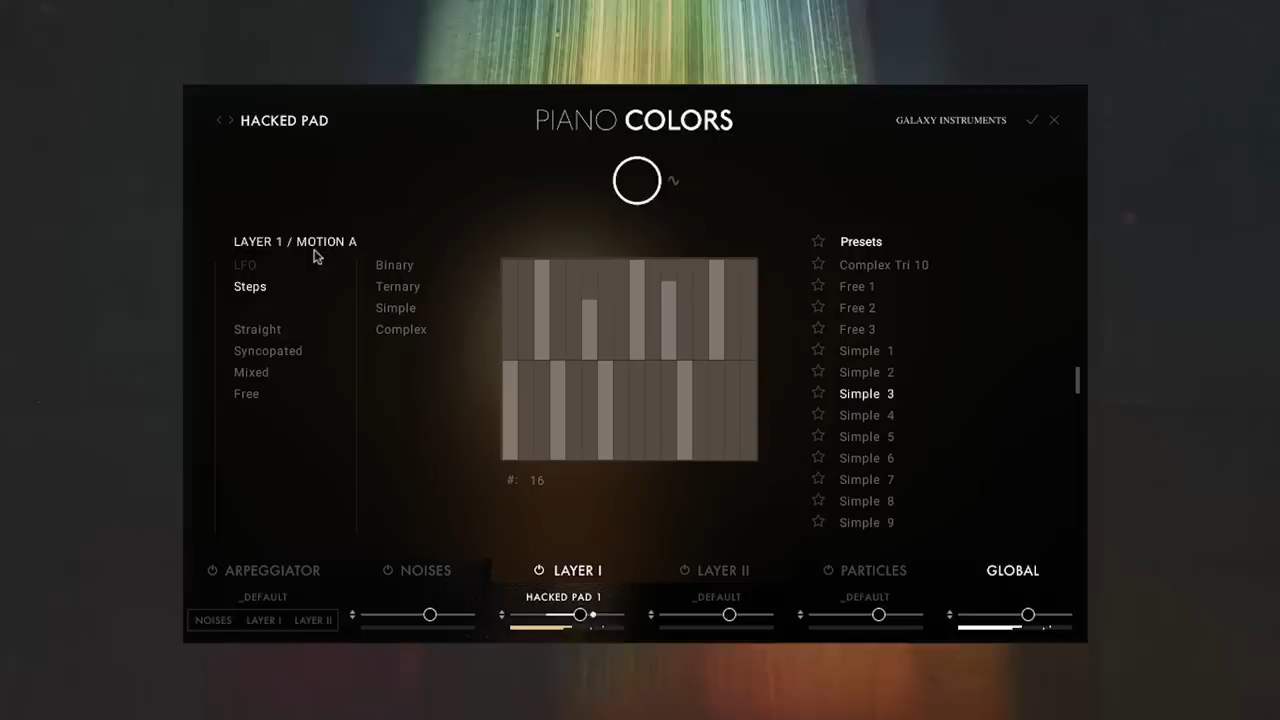 HACKED PAD
PIANO COLORS
GALAXY INSTRUMENTS
LAYER 1 / MOTION A
LFO
Steps
Straight
Syncopated
Mixed
Free
Binary
Ternary
Simple
Complex
#: 16
Presets
Complex Tri 10
Free 1
Free 2
Free 3
Simple 1
Simple 2
Simple 3
Simple 4
Simple 5
Simple 6
Simple 7
Simple 8
Simple 9
ARPEGGIATOR
_DEFAULT
NOISES LAYER I LAYER II
NOISES
LAYER I
HACKED PAD 1
LAYER II
_DEFAULT
PARTICLES
_DEFAULT
GLOBAL